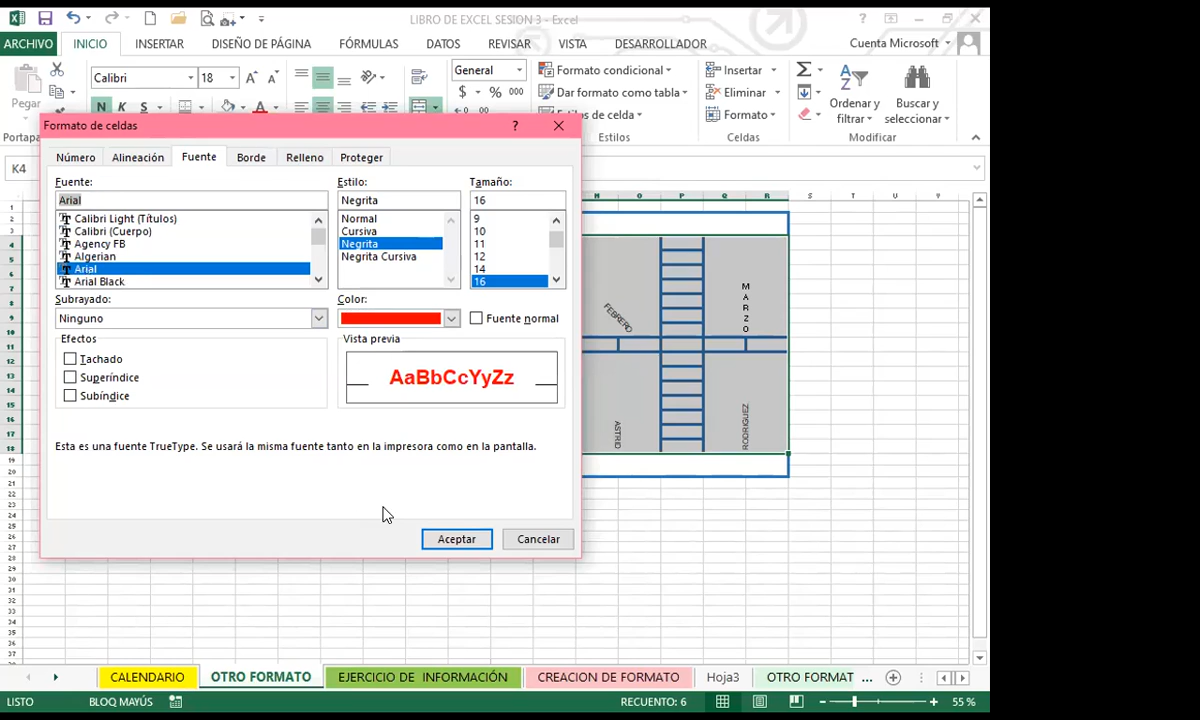 LIBRO DE EXCEL SESION 3 - Excel
ARCHIVO INICIO INSERTAR DISEÑO DE PÁGINA FÓRMULAS DATOS REVISAR VISTA DESARROLLADOR Cuenta Microsoft
Calibri 18 General Formato condicional Insertar
Pegar N K S $ % 000 Dar formato como tabla Eliminar Ordenar y Buscar y
Estilos de celda Formato filtrar seleccionar
Portapa Estilos Celdas Modificar
Formato de celdas ?
Número Alineación Fuente Borde Relleno Proteger
K4
Fuente: Estilo: Tamaño:
Arial Negrita 16
Calibri Light (Títulos) Normal 9
Calibri (Cuerpo) Cursiva 10
Agency FB Negrita 11
Algerian Negrita Cursiva 12
Arial 14
Arial Black 16
Subrayado: Color:
Ninguno Fuente normal
Efectos Vista previa
Tachado
Superíndice AaBbCcYyZz
Subíndice
Esta es una fuente TrueType. Se usará la misma fuente tanto en la impresora como en la pantalla.
Aceptar Cancelar
FEBRERO
MARZO
ASTRID
RODRIGUEZ
CALENDARIO OTRO FORMATO EJERCICIO DE INFORMACIÓN CREACION DE FORMATO Hoja3 OTRO FORMAT ...
LISTO BLOQ MAYÚS RECUENTO: 6 55 %